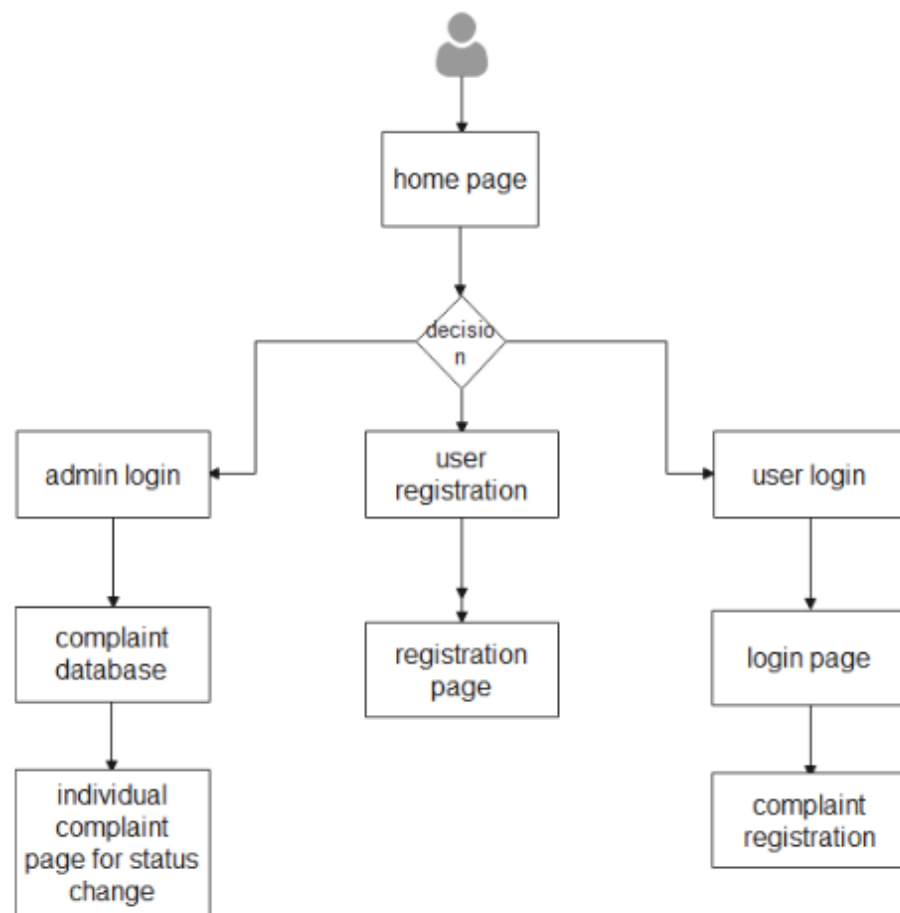 home page
decisio
n
admin login
user
registration
user login
complaint
database
registration
page
login page
individual
complaint
page for status
change
complaint
registration